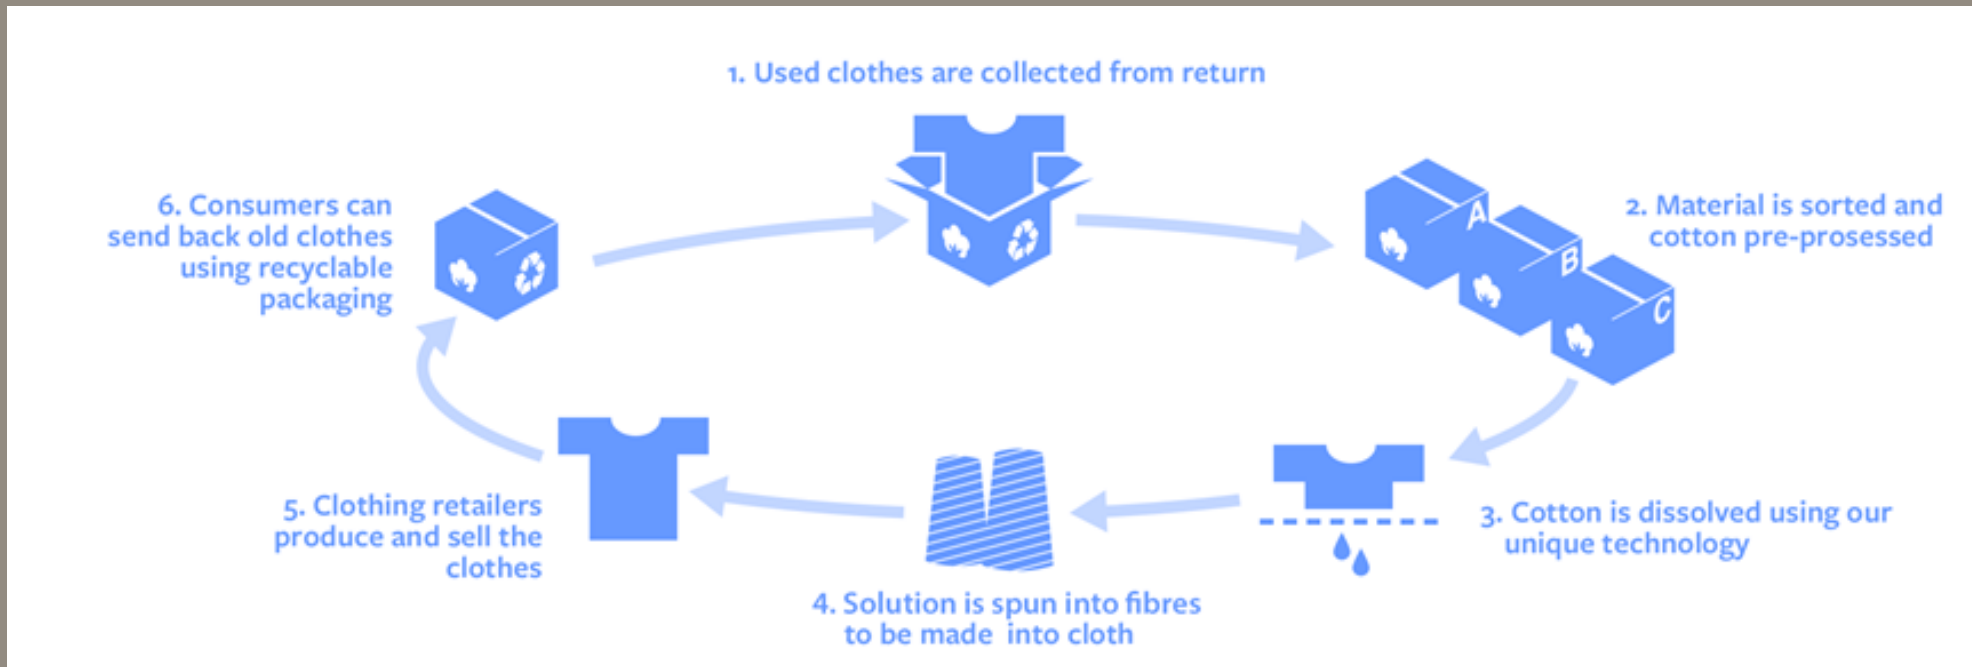 1. Used clothes are collected from return
2. Material is sorted and
cotton pre-prosessed
A
B
C
3. Cotton is dissolved using our
unique technology
4. Solution is spun into fibres
to be made into cloth
5. Clothing retailers
produce and sell the
clothes
6. Consumers can
send back old clothes
using recyclable
packaging